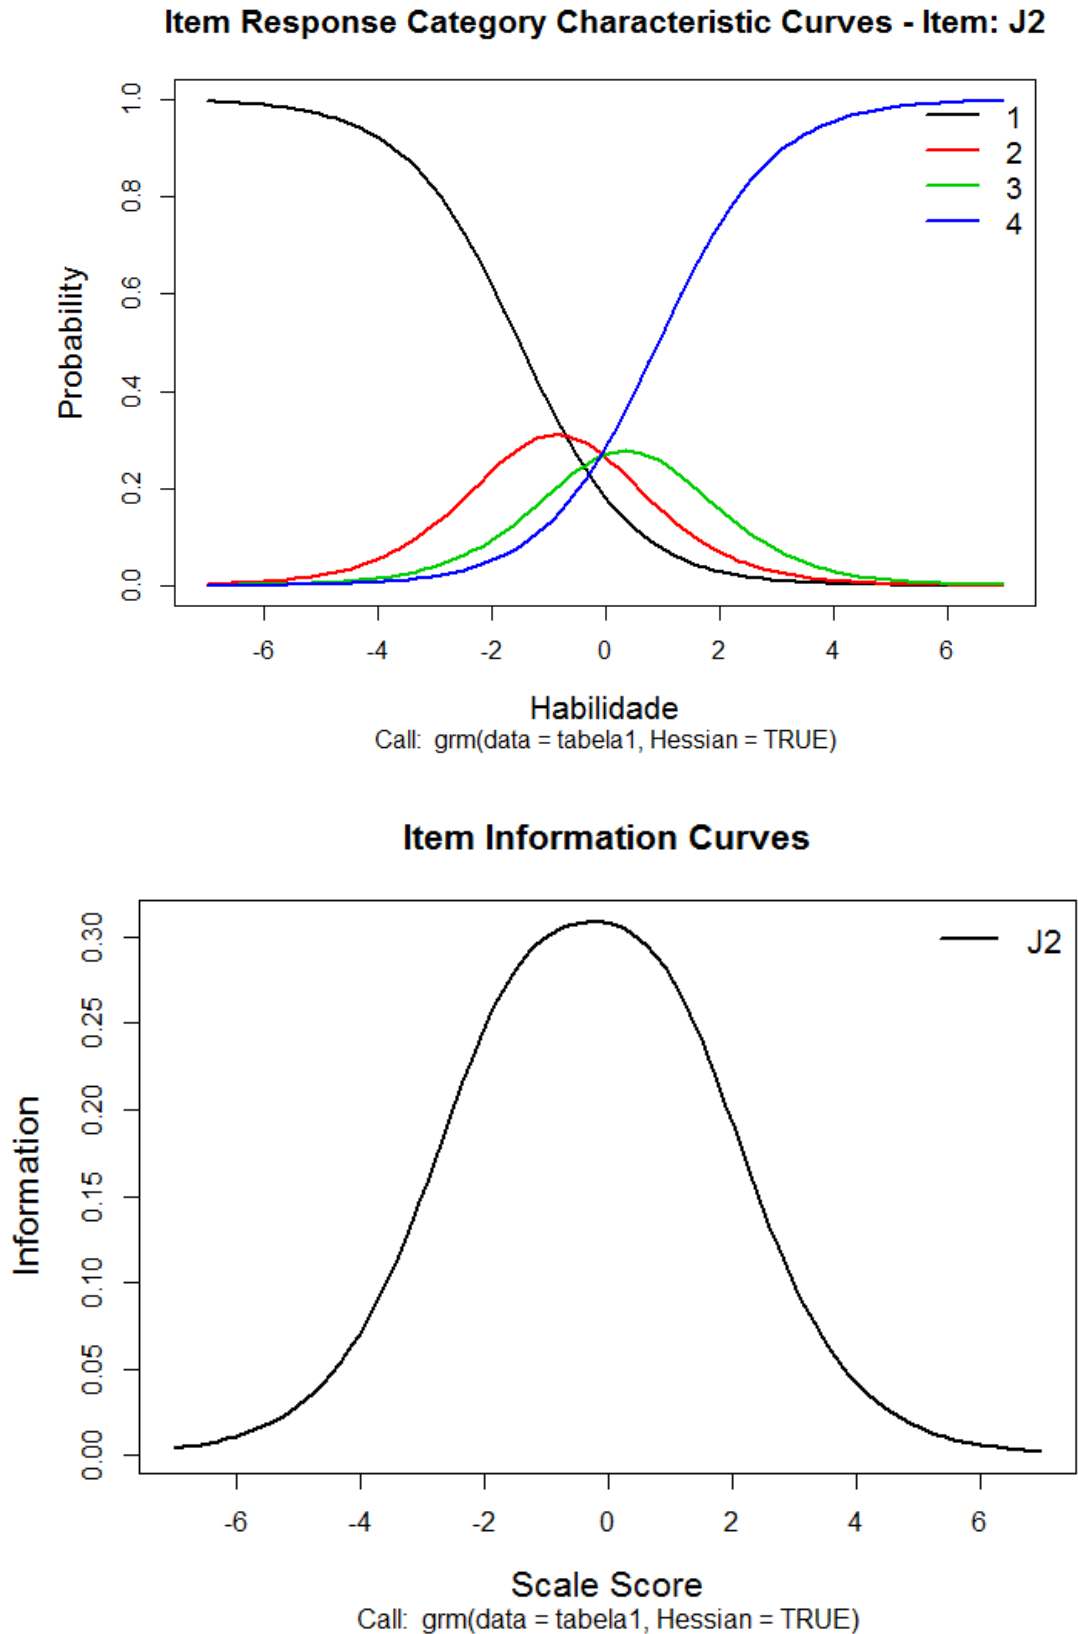 Item Response Category Characteristic Curves - Item: J2
1.0
0.8
0.6
0.4
0.2
0.0
Probability
1
2
3
4
-6 -4 -2 0 2 4 6
Habilidade
Call: grm(data = tabela1, Hessian = TRUE)
Item Information Curves
0.30
0.25
0.20
0.15
0.10
0.05
0.00
Information
J2
-6 -4 -2 0 2 4 6
Scale Score
Call: grm(data = tabela1, Hessian = TRUE)